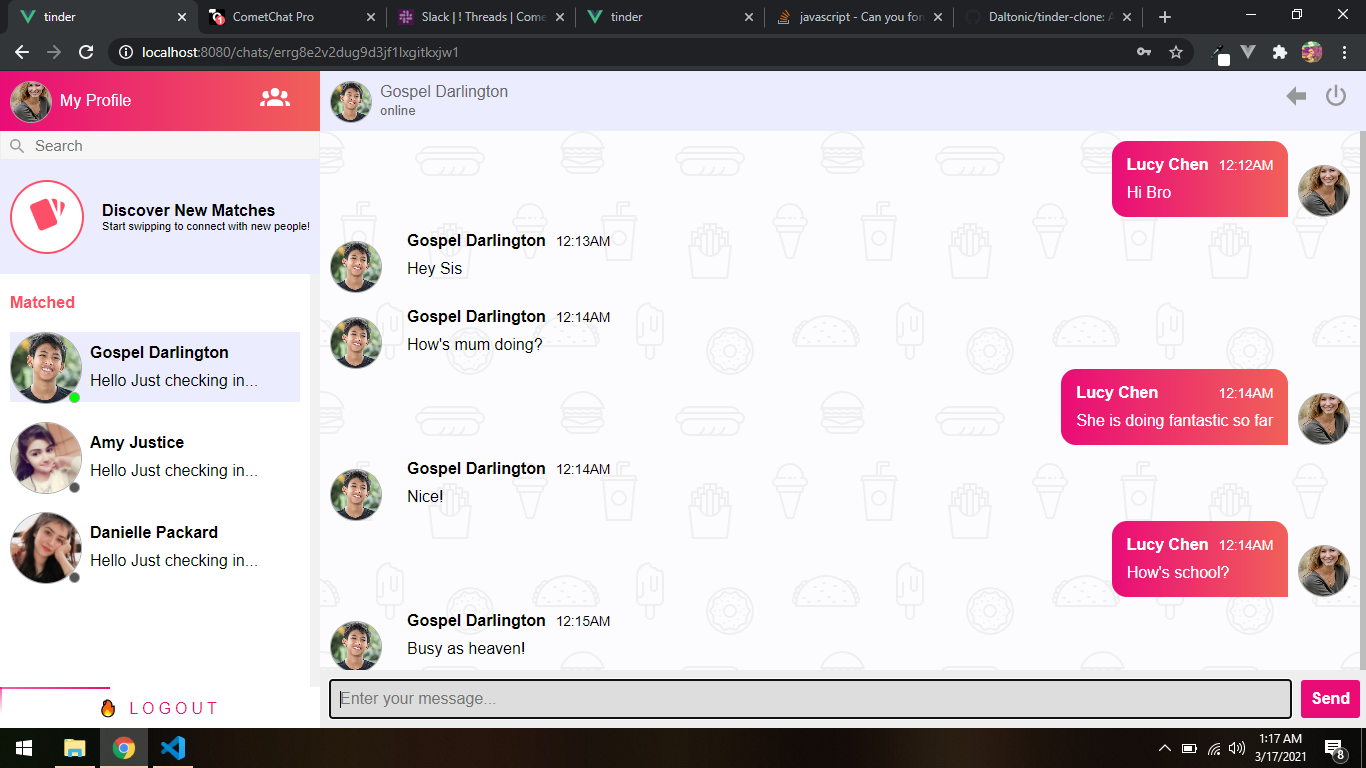 tinder
CometChat Pro
Slack | ! Threads | Come
tinder
javascript - Can you for
Daltonic/tinder-clone: A
localhost:8080/chats/errg8e2v2dug9d3jf1lxgitkxjw1
My Profile
Search
Discover New Matches
Start swipping to connect with new people!
Matched
Gospel Darlington
Hello Just checking in...
Amy Justice
Hello Just checking in...
Danielle Packard
Hello Just checking in...
LOGOUT
Gospel Darlington
online
Lucy Chen 12:12AM
Hi Bro
Gospel Darlington 12:13AM
Hey Sis
Gospel Darlington 12:14AM
How's mum doing?
Lucy Chen 12:14AM
She is doing fantastic so far
Gospel Darlington 12:14AM
Nice!
Lucy Chen 12:14AM
How's school?
Gospel Darlington 12:15AM
Busy as heaven!
Enter your message...
Send
1:17 AM
3/17/2021
8